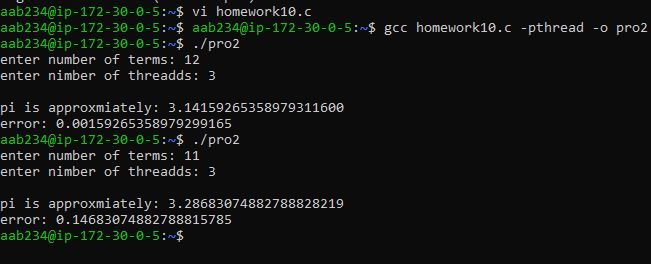 aab234@ip-172-30-0-5:~$ vi homework10.c
aab234@ip-172-30-0-5:~$ aab234@ip-172-30-0-5:~$ gcc homework10.c -pthread -o pro2
aab234@ip-172-30-0-5:~$ ./pro2
enter number of terms: 12
enter nimber of threadds: 3

pi is approxmiately: 3.14159265358979311600
error: 0.00159265358979299165
aab234@ip-172-30-0-5:~$ ./pro2
enter number of terms: 11
enter nimber of threadds: 3

pi is approxmiately: 3.28683074882788828219
error: 0.14683074882788815785
aab234@ip-172-30-0-5:~$